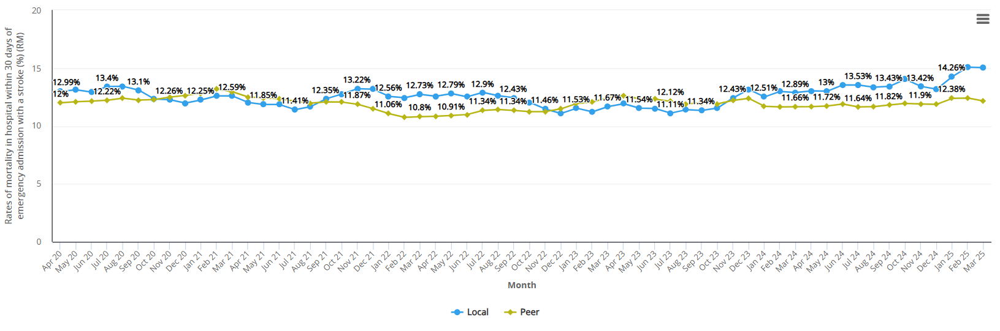 20
15
10
5
0
Rates of mortality in hospital within 30 days of
emergency admission with a stroke (%) (RM)
12.99%
12%
13.4%
12.22%
13.1%
12.26%
12.25%
12.59%
11.85%
11.41%
12.35%
13.22%
11.87%
12.56%
11.06%
12.73%
10.8%
12.79%
10.91%
12.9%
11.34%
12.43%
11.34%
11.46%
11.53%
11.67%
11.54%
12.12%
11.11%
11.34%
12.43%
12.51%
12.89%
11.66%
13%
11.72%
13.53%
11.64%
13.43%
11.82%
13.42%
11.9%
14.26%
12.38%
Apr 20
May 20
Jun 20
Jul 20
Aug 20
Sep 20
Oct 20
Nov 20
Dec 20
Jan 21
Feb 21
Mar 21
Apr 21
May 21
Jun 21
Jul 21
Aug 21
Sep 21
Oct 21
Nov 21
Dec 21
Jan 22
Feb 22
Mar 22
Apr 22
May 22
Jun 22
Jul 22
Aug 22
Sep 22
Oct 22
Nov 22
Dec 22
Jan 23
Feb 23
Mar 23
Apr 23
May 23
Jun 23
Jul 23
Aug 23
Sep 23
Oct 23
Nov 23
Dec 23
Jan 24
Feb 24
Mar 24
Apr 24
May 24
Jun 24
Jul 24
Aug 24
Sep 24
Oct 24
Nov 24
Dec 24
Jan 25
Feb 25
Mar 25
Month
Local
Peer